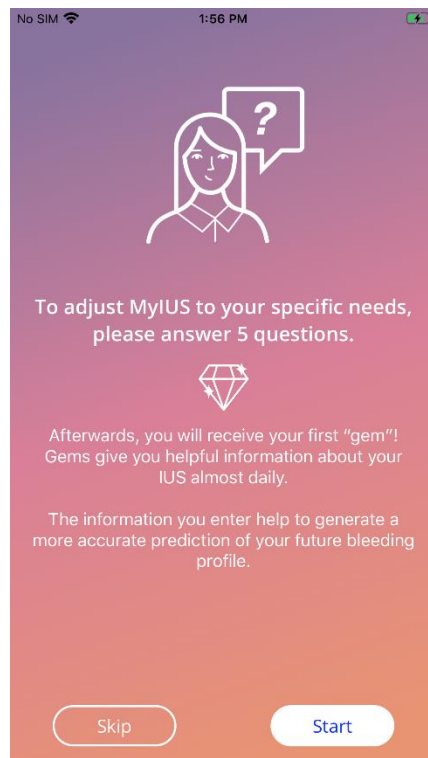 No SIM 1:56 PM
?
To adjust MyIUS to your specific needs,
please answer 5 questions.
Afterwards, you will receive your first “gem”!
Gems give you helpful information about your
IUS almost daily.
The information you enter help to generate a
more accurate prediction of your future bleeding
profile.
Skip Start